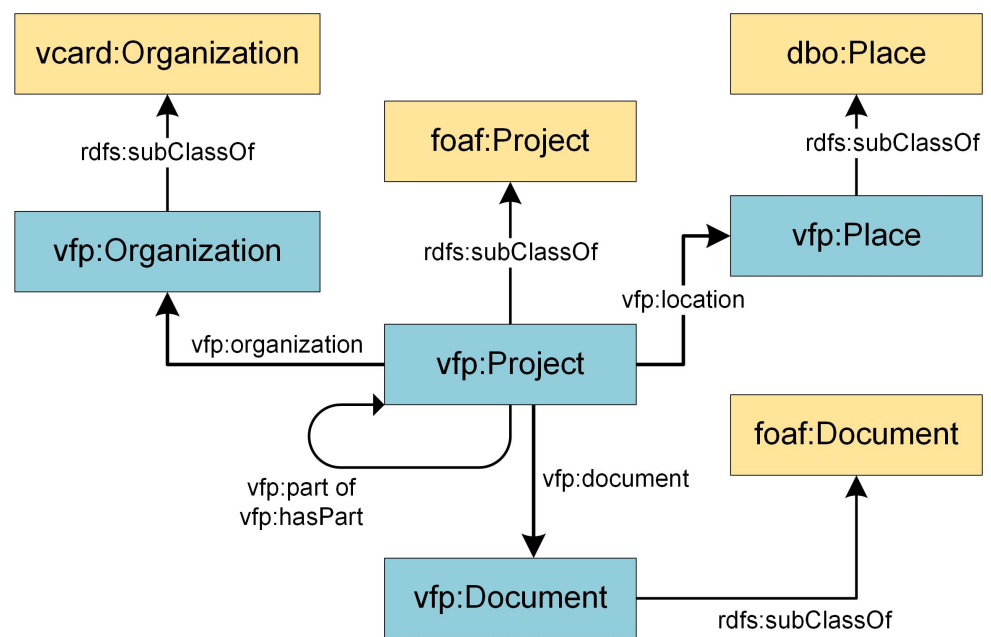 vcard:Organization
dbo:Place
foaf:Project
rdfs:subClassOf
rdfs:subClassOf
vfp:Organization
vfp:Place
rdfs:subClassOf
vfp:location
vfp:organization
vfp:Project
foaf:Document
vfp:part of
vfp:hasPart
vfp:document
vfp:Document
rdfs:subClassOf